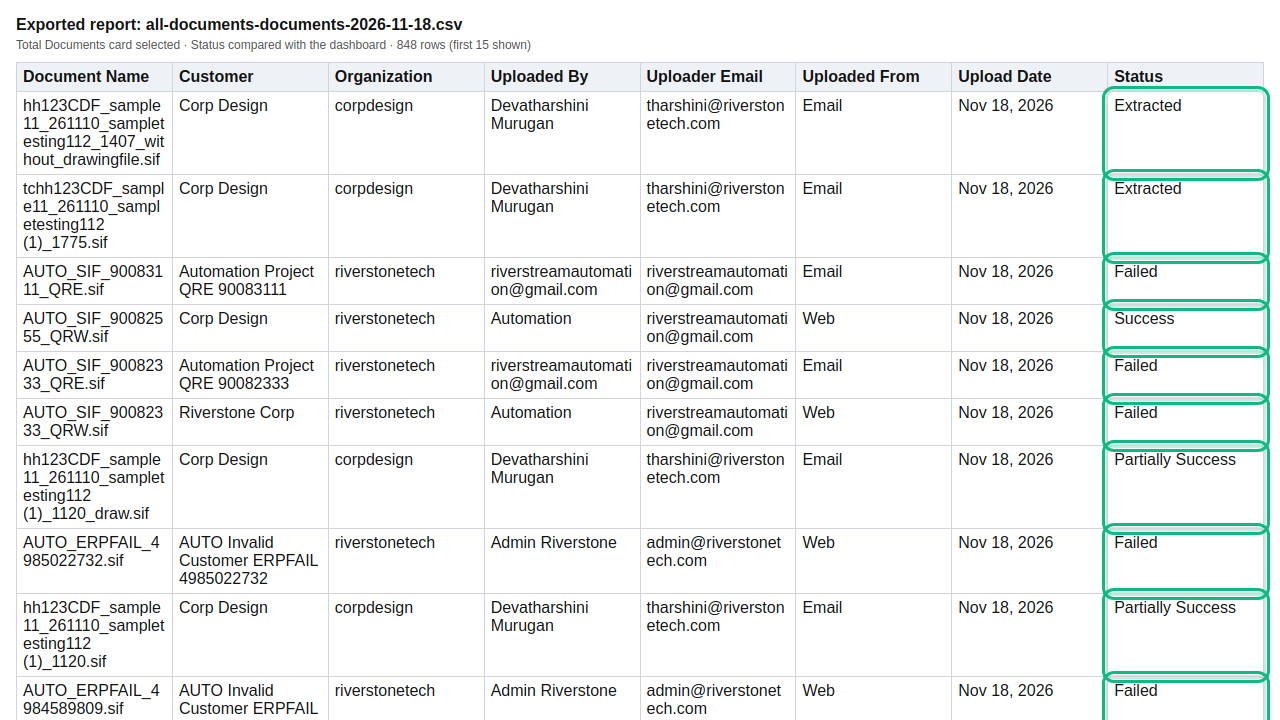 Exported report: all-documents-documents-2026-11-18.csv
Total Documents card selected · Status compared with the dashboard · 848 rows (first 15 shown)
Document Name Customer Organization Uploaded By Uploader Email Uploaded From Upload Date Status
hh123CDF_sample Corp Design corpdesign Devatharshini tharshini@riverston Email Nov 18, 2026 Extracted
11_261110_samplet Murugan etech.com
esting112_1407_wit
hout_drawingfile.sif
tchh123CDF_sampl Corp Design corpdesign Devatharshini tharshini@riverston Email Nov 18, 2026 Extracted
e11_261110_sampl Murugan etech.com
etesting112
(1)_1775.sif
AUTO_SIF_900831 Automation Project riverstonetech riverstreamautomati riverstreamautomati Email Nov 18, 2026 Failed
11_QRE.sif QRE 90083111 on@gmail.com on@gmail.com
AUTO_SIF_900825 Corp Design riverstonetech Automation riverstreamautomati Web Nov 18, 2026 Success
55_QRW.sif on@gmail.com
AUTO_SIF_900823 Automation Project riverstonetech riverstreamautomati riverstreamautomati Email Nov 18, 2026 Failed
33_QRE.sif QRE 90082333 on@gmail.com on@gmail.com
AUTO_SIF_900823 Riverstone Corp riverstonetech Automation riverstreamautomati Web Nov 18, 2026 Failed
33_QRW.sif on@gmail.com
hh123CDF_sample Corp Design corpdesign Devatharshini tharshini@riverston Email Nov 18, 2026 Partially Success
11_261110_samplet Murugan etech.com
esting112
(1)_1120_draw.sif
AUTO_ERPFAIL_4 AUTO Invalid riverstonetech Admin Riverstone admin@riverstonet Web Nov 18, 2026 Failed
985022732.sif Customer ERPFAIL ech.com
4985022732
hh123CDF_sample Corp Design corpdesign Devatharshini tharshini@riverston Email Nov 18, 2026 Partially Success
11_261110_samplet Murugan etech.com
esting112
(1)_1120.sif
AUTO_ERPFAIL_4 AUTO Invalid riverstonetech Admin Riverstone admin@riverstonet Web Nov 18, 2026 Failed
984589809.sif Customer ERPFAIL ech.com